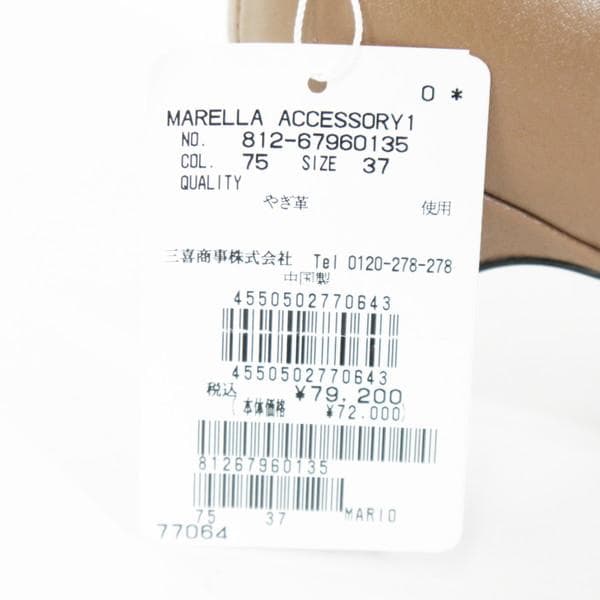 O *
MARELLA ACCESSORY1
NO. 812-67960135
COL. 75 SIZE 37
QUALITY
やぎ革 使用
三喜商事株式会社 Tel 0120-278-278
中国製
4550502770643
4550502770643
税込 ¥79,200
(本体価格 ¥72,000)
81267960135
75 37 MARIO
77064